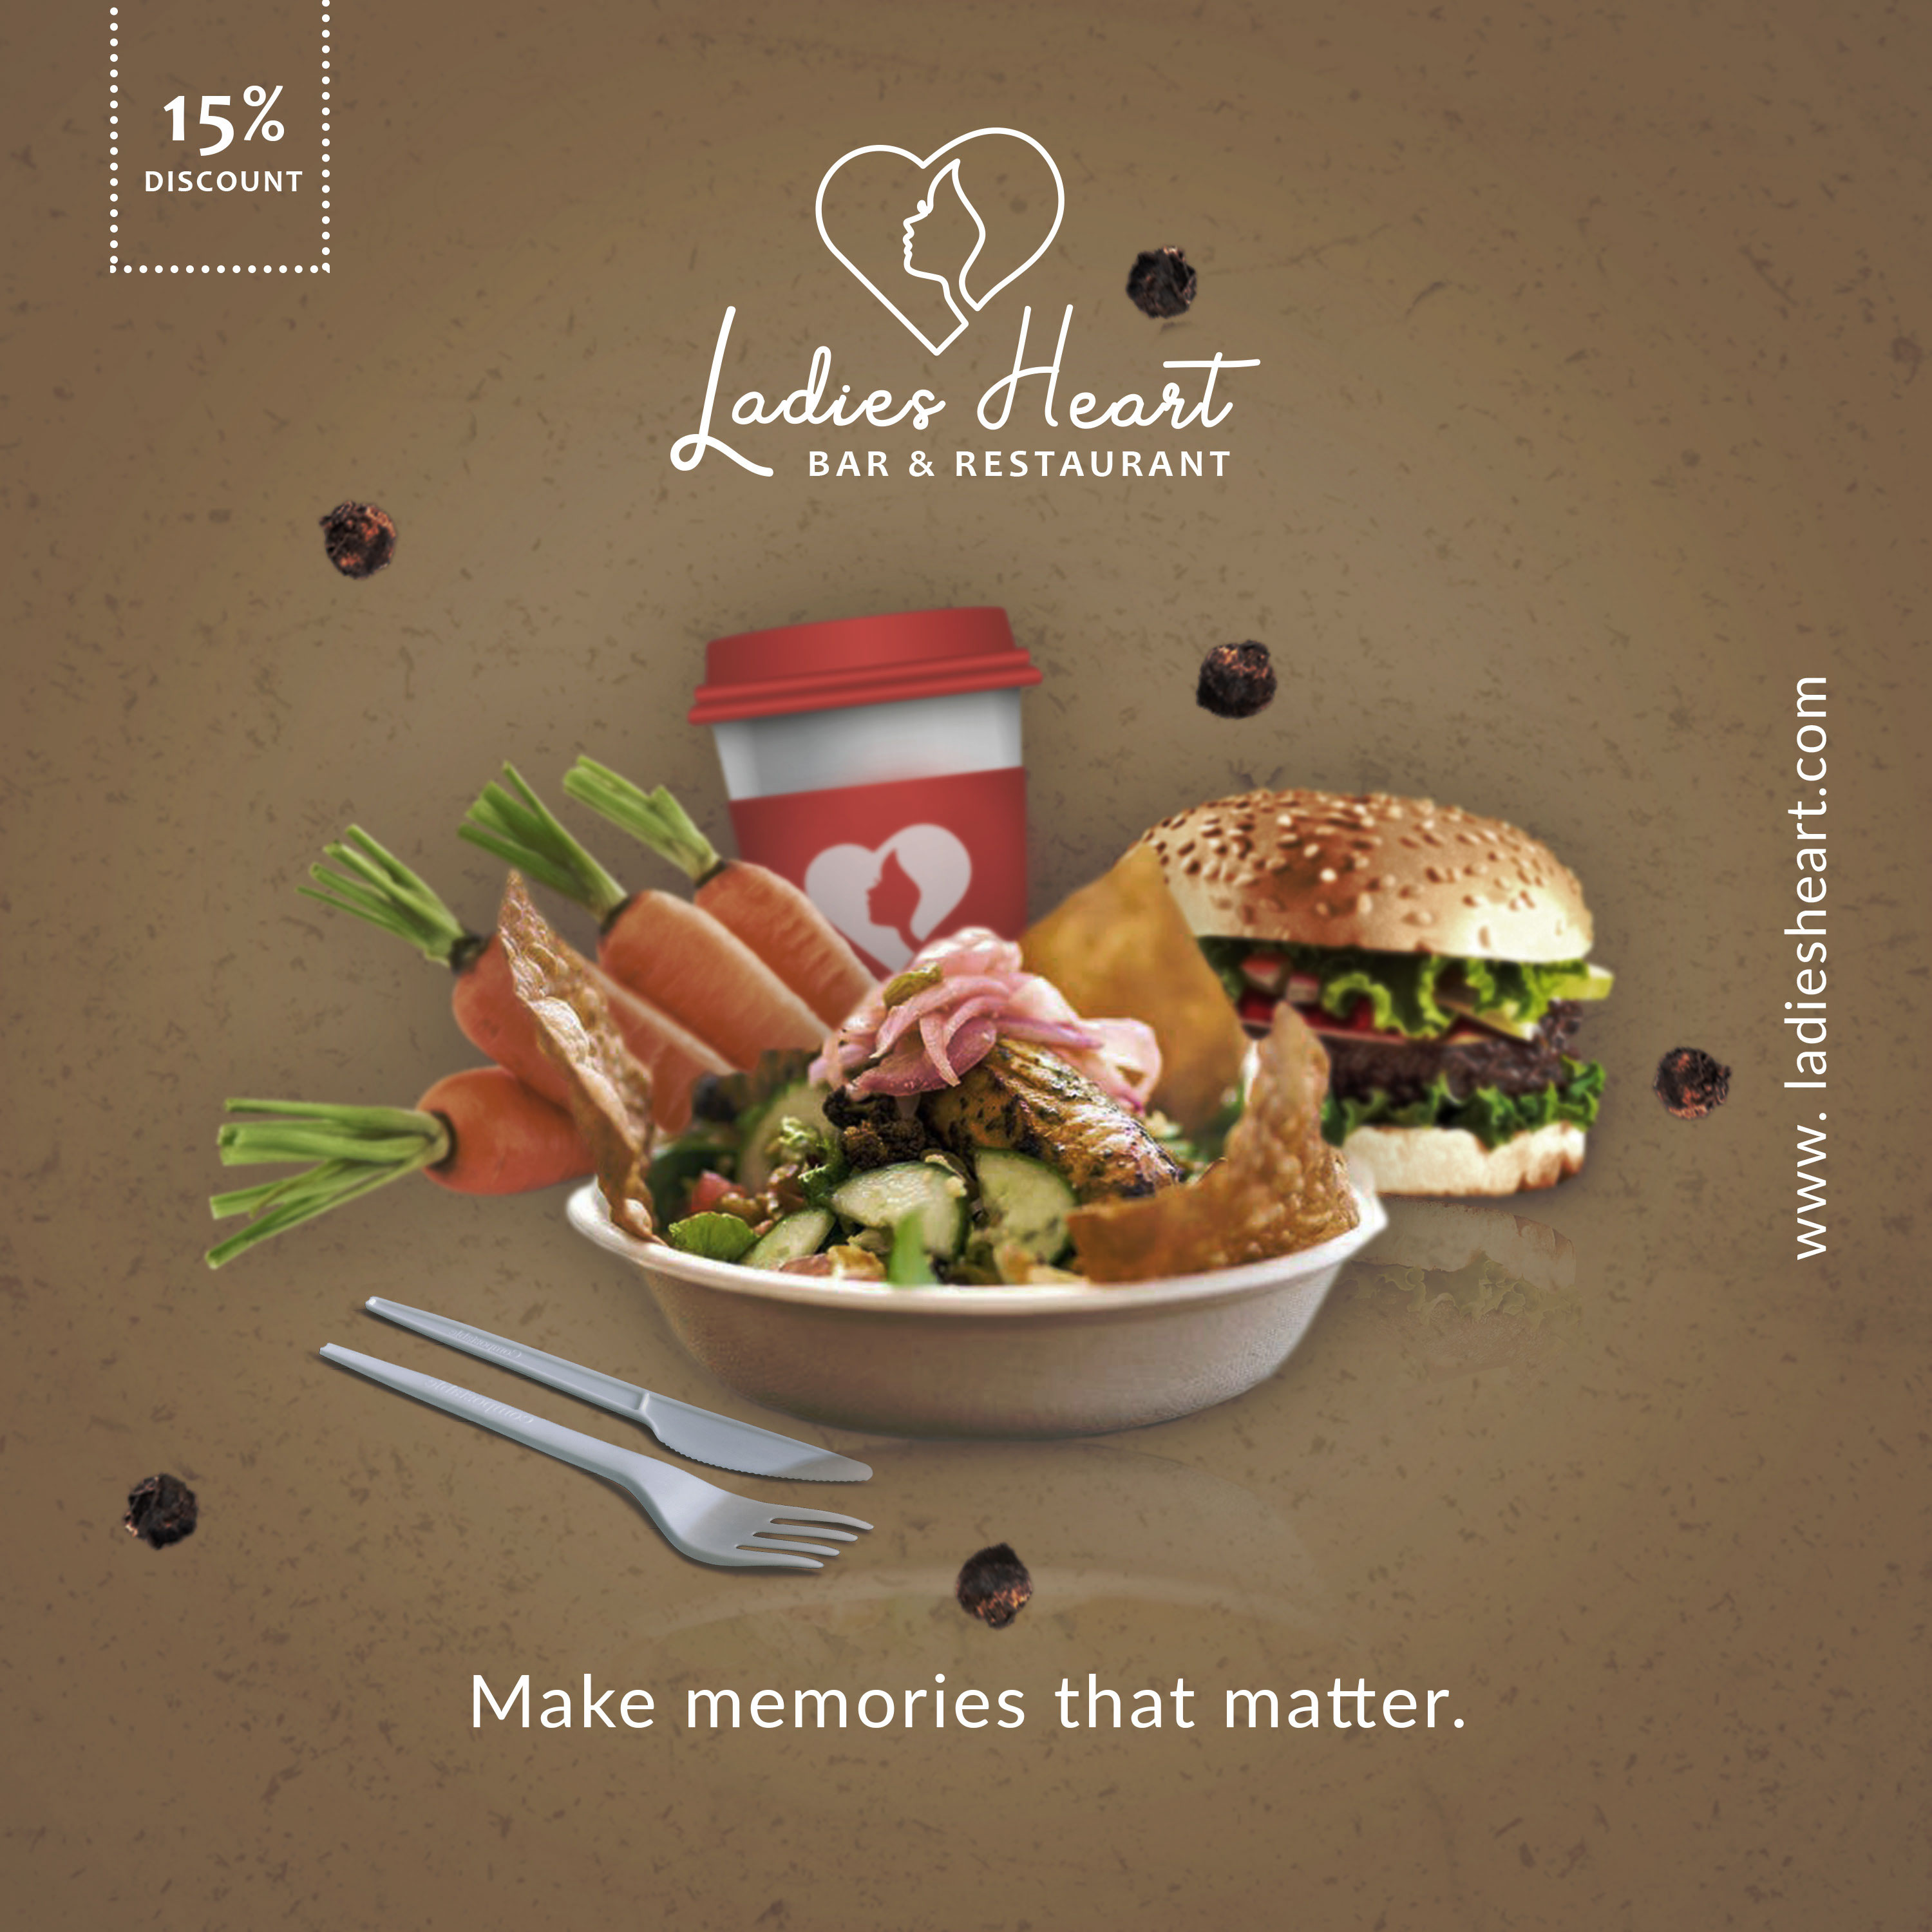 15%
DISCOUNT
Ladies Heart
BAR & RESTAURANT
www. ladiesheart.com
Make memories that matter.